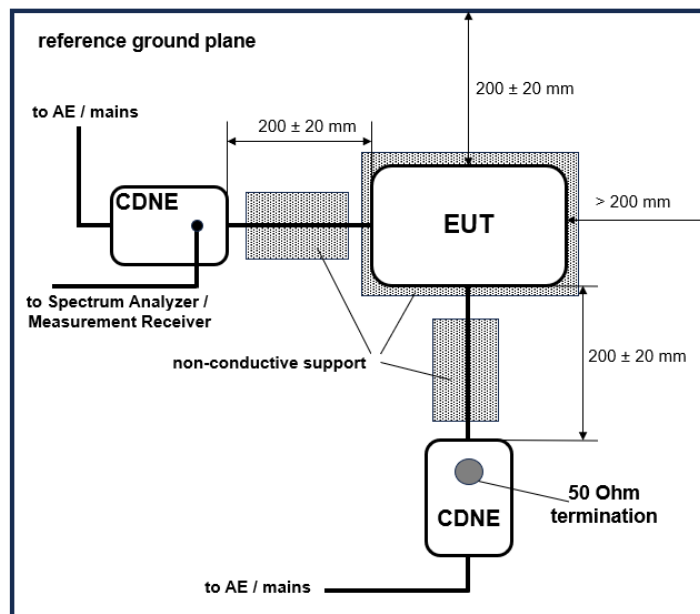 reference ground plane
200 ± 20 mm
to AE / mains
200 ± 20 mm
CDNE
EUT
> 200 mm
to Spectrum Analyzer /
Measurement Receiver
non-conductive support
200 ± 20 mm
50 Ohm
termination
CDNE
to AE / mains